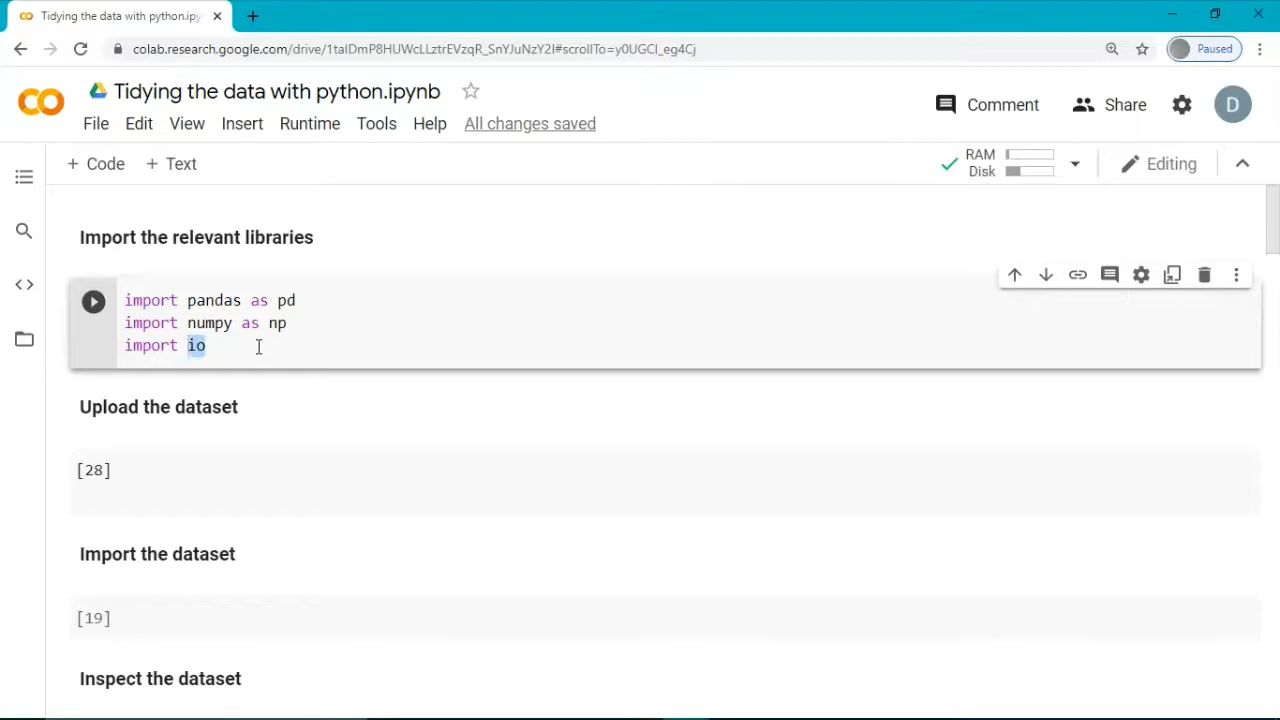 Tidying the data with python.ipy
colab.research.google.com/drive/1taIDmP8HUWcLLztrEVzqR_SnYJuNzY2I#scrollTo=y0UGCl_eg4Cj
Paused
Tidying the data with python.ipynb
Comment
Share
D
File Edit View Insert Runtime Tools Help All changes saved
+ Code + Text
RAM
Disk
Editing
Import the relevant libraries
import pandas as pd
import numpy as np
import io
Upload the dataset
[28]
Import the dataset
[19]
Inspect the dataset